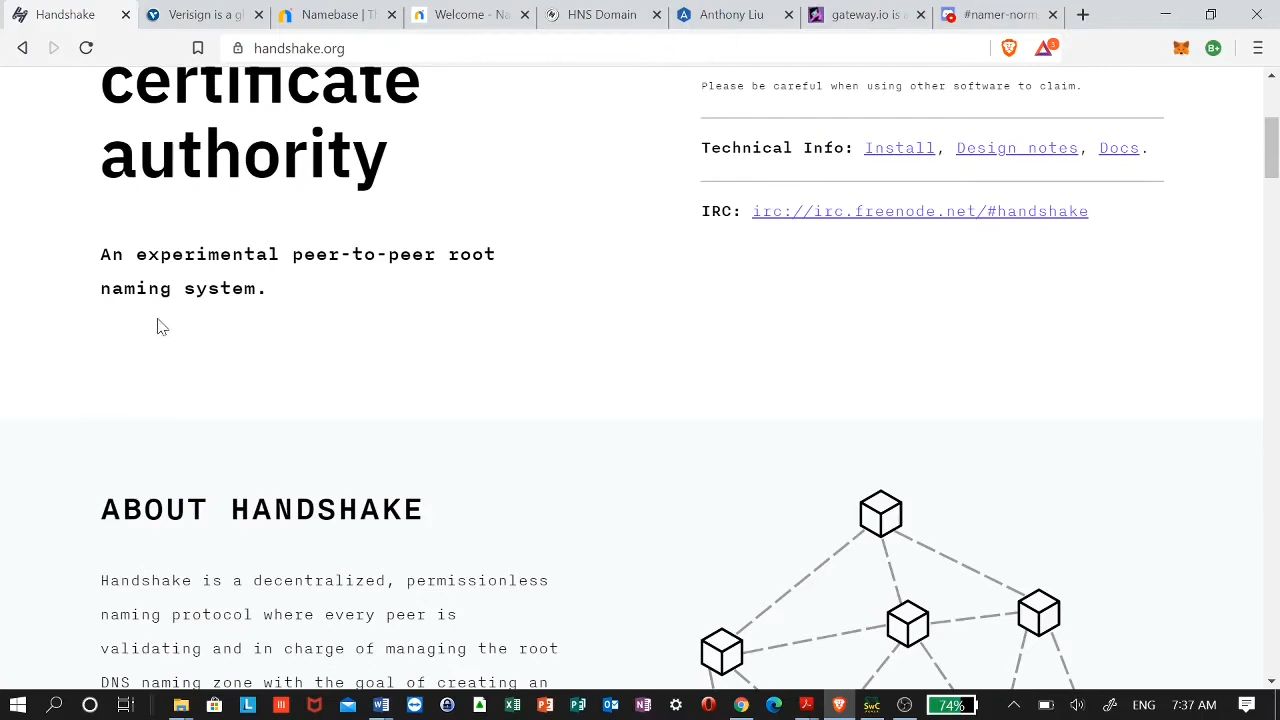 Handshake
Verisign is a g
Namebase | Th
Welcome - Na
HNS Domain
Anthony Liu
gateway.io is n
#namer-norm
handshake.org
3
B+
certificate
authority
An experimental peer-to-peer root
naming system.
Please be careful when using other software to claim.
Technical Info: Install, Design notes, Docs.
IRC: irc://irc.freenode.net/#handshake
ABOUT HANDSHAKE
Handshake is a decentralized, permissionless
naming protocol where every peer is
validating and in charge of managing the root
DNS naming zone with the goal of creating an
74%
ENG
7:37 AM